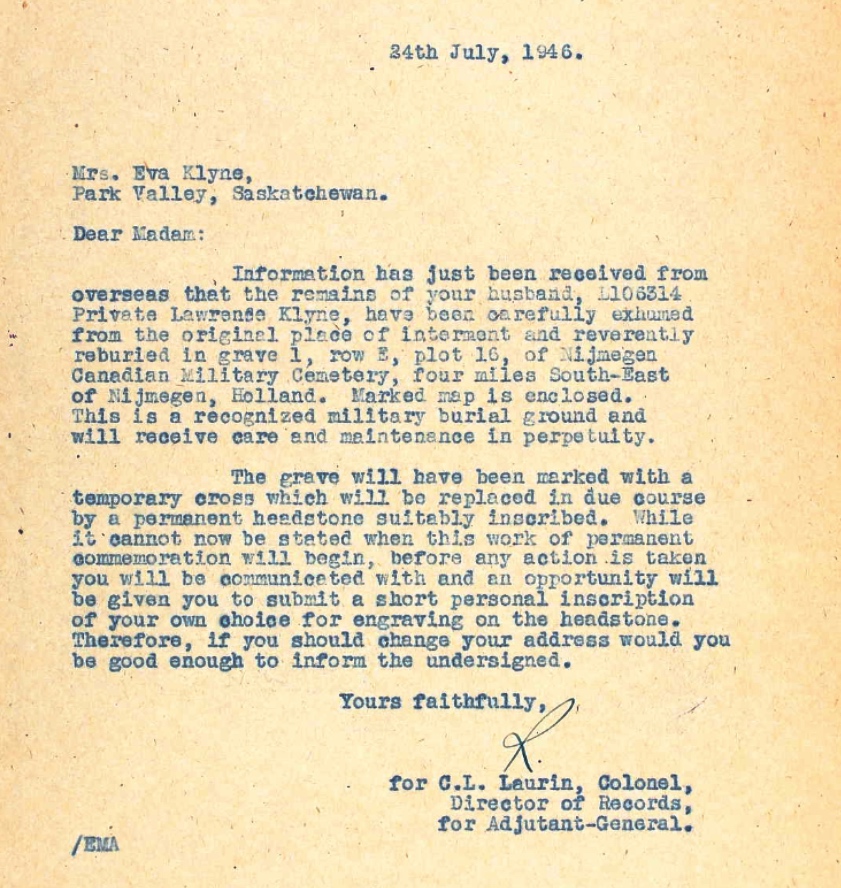 24th July, 1946.
Mrs. Eva Klyne,
Park Valley, Saskatchewan.
Dear Madam:
Information has just been received from
overseas that the remains of your husband, L106314
Private Lawrence Klyne, have been carefully exhumed
from the original place of interment and reverently
reburied in grave 1, row E, plot 16, of Nijmegen
Canadian Military Cemetery, four miles South-East
of Nijmegen, Holland. Marked map is enclosed.
This is a recognized military burial ground and
will receive care and maintenance in perpetuity.
The grave will have been marked with a
temporary cross which will be replaced in due course
by a permanent headstone suitably inscribed. While
it cannot now be stated when this work of permanent
commemoration will begin, before any action is taken
you will be communicated with and an opportunity will
be given you to submit a short personal inscription
of your own choice for engraving on the headstone.
Therefore, if you should change your address would you
be good enough to inform the undersigned.
Yours faithfully,
R.
for C.L. Laurin, Colonel,
Director of Records,
for Adjutant-General.
/EMA